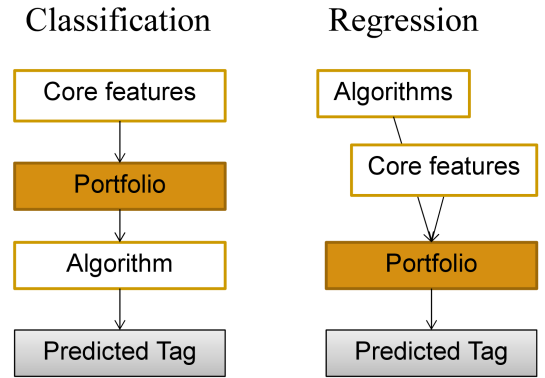 Classification
Core features
Portfolio
Algorithm
Predicted Tag
Regression
Algorithms
Core features
Portfolio
Predicted Tag